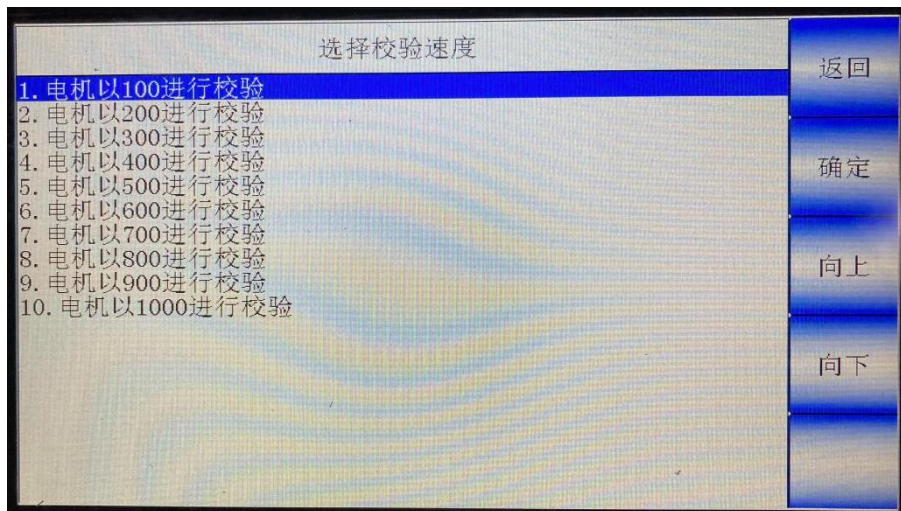 选择校验速度
1. 电机以100进行校验
2. 电机以200进行校验
3. 电机以300进行校验
4. 电机以400进行校验
5. 电机以500进行校验
6. 电机以600进行校验
7. 电机以700进行校验
8. 电机以800进行校验
9. 电机以900进行校验
10. 电机以1000进行校验
返回
确定
向上
向下